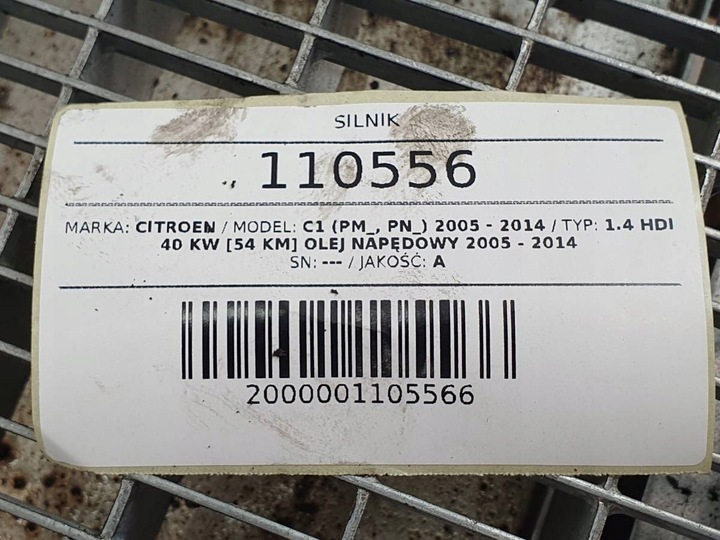 SILNIK
110556
MARKA: CITROEN / MODEL: C1 (PM_, PN_) 2005 - 2014 / TYP: 1.4 HDI
40 KW [54 KM] OLEJ NAPĘDOWY 2005 - 2014
SN: --- / JAKOŚĆ: A
2000001105566